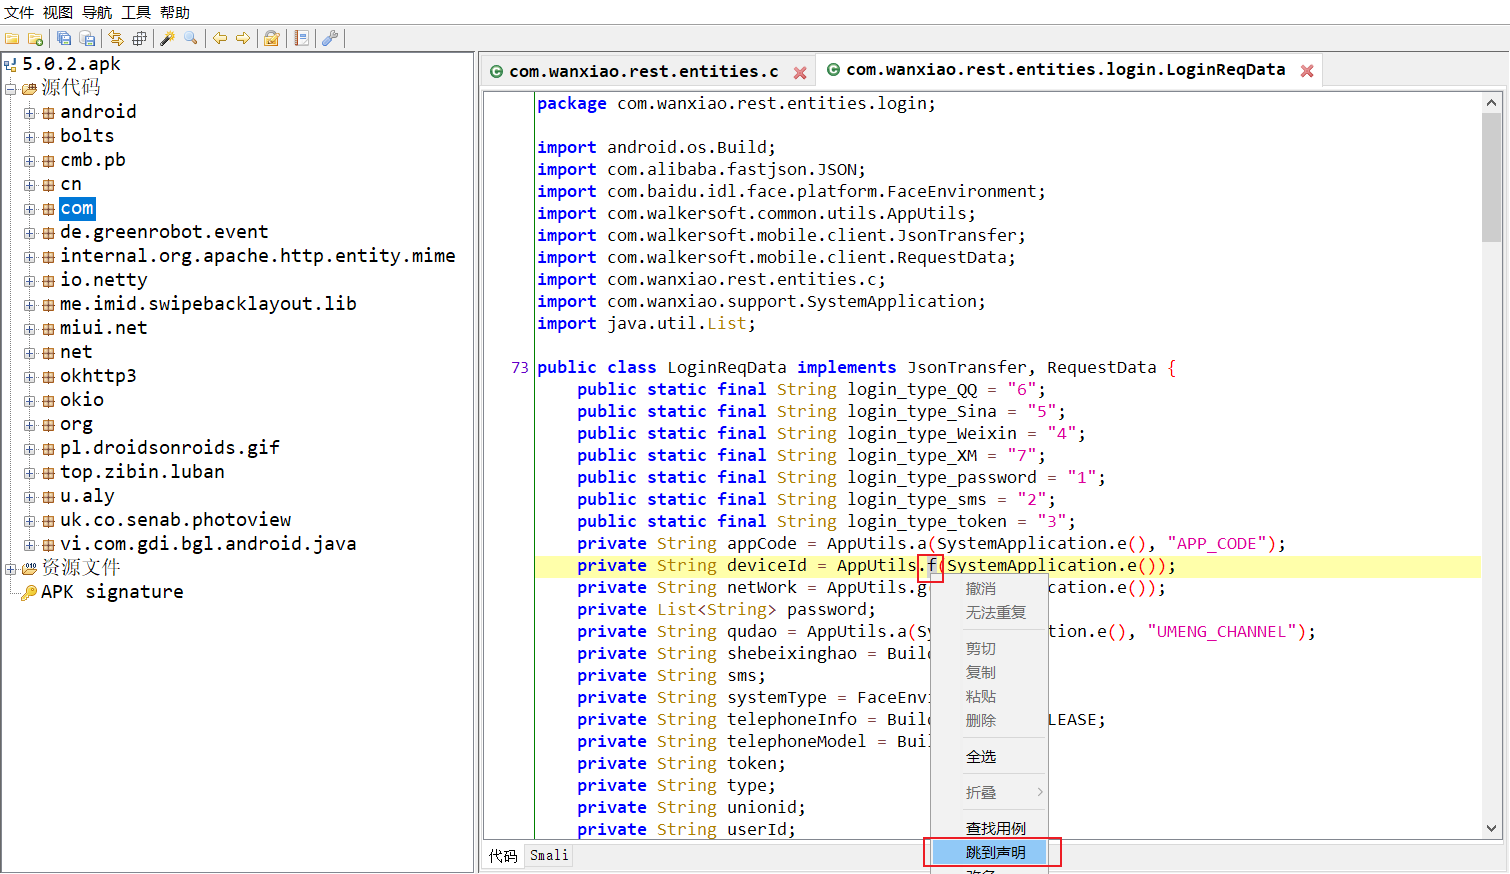 文件 视图 导航 工具 帮助
5.0.2.apk
源代码
android
bolts
cmb.pb
cn
com
de.greenrobot.event
internal.org.apache.http.entity.mime
io.netty
me.imid.swipebacklayout.lib
miui.net
net
okhttp3
okio
org
pl.droidsonroids.gif
top.zibin.luban
u.aly
uk.co.senab.photoview
vi.com.gdi.bgl.android.java
资源文件
APK signature
com.wanxiao.rest.entities.c
com.wanxiao.rest.entities.login.LoginReqData
package com.wanxiao.rest.entities.login;
import android.os.Build;
import com.alibaba.fastjson.JSON;
import com.baidu.idl.face.platform.FaceEnvironment;
import com.walkersoft.common.utils.AppUtils;
import com.walkersoft.mobile.client.JsonTransfer;
import com.walkersoft.mobile.client.RequestData;
import com.wanxiao.rest.entities.c;
import com.wanxiao.support.SystemApplication;
import java.util.List;
73 public class LoginReqData implements JsonTransfer, RequestData {
public static final String login_type_QQ = "6";
public static final String login_type_Sina = "5";
public static final String login_type_Weixin = "4";
public static final String login_type_XM = "7";
public static final String login_type_password = "1";
public static final String login_type_sms = "2";
public static final String login_type_token = "3";
private String appCode = AppUtils.a(SystemApplication.e(), "APP_CODE");
private String deviceId = AppUtils.f(SystemApplication.e());
private String netWork = AppUtils.g cation.e());
private List<String> password;
private String qudao = AppUtils.a(Sy tion.e(), "UMENG_CHANNEL");
private String shebeixinghao = Build
private String sms;
private String systemType = FaceEnvi
private String telephoneInfo = Build LEASE;
private String telephoneModel = Buil
private String token;
private String type;
private String unionid;
private String userId;
撤消
无法重复
剪切
复制
粘贴
删除
全选
折叠
查找用例
跳到声明
代码 Smali